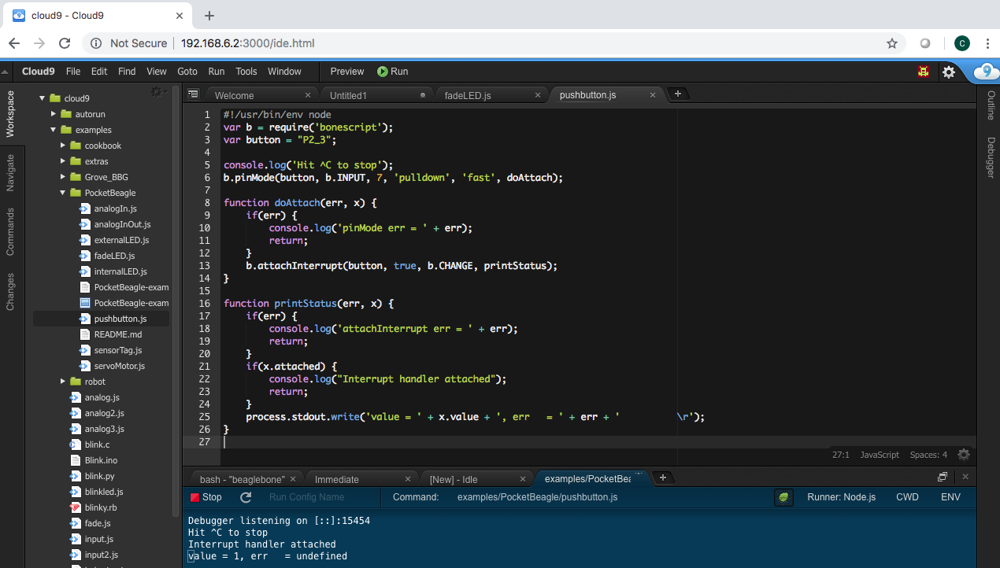 cloud9 - Cloud9
Not Secure 192.168.6.2:3000/ide.html
C
Cloud9 File Edit Find View Goto Run Tools Window Preview Run
9
Workspace
Navigate
Commands
Changes
cloud9
autorun
examples
cookbook
extras
Grove_BBG
PocketBeagle
analogIn.js
analogInOut.js
externalLED.js
fadeLED.js
internalLED.js
PocketBeagle-exam
PocketBeagle-exam
pushbutton.js
README.md
sensorTag.js
servoMotor.js
robot
analog.js
analog2.js
analog3.js
blink.c
Blink.ino
blink.py
blinkled.js
blinky.rb
fade.js
input.js
input2.js
Welcome Untitled1 fadeLED.js pushbutton.js
1 #!/usr/bin/env node
2 var b = require('bonescript');
3 var button = "P2_3";
4
5 console.log('Hit ^C to stop');
6 b.pinMode(button, b.INPUT, 7, 'pulldown', 'fast', doAttach);
7
8 function doAttach(err, x) {
9     if(err) {
10         console.log('pinMode err = ' + err);
11         return;
12     }
13     b.attachInterrupt(button, true, b.CHANGE, printStatus);
14 }
15
16 function printStatus(err, x) {
17     if(err) {
18         console.log('attachInterrupt err = ' + err);
19         return;
20     }
21     if(x.attached) {
22         console.log("Interrupt handler attached");
23         return;
24     }
25     process.stdout.write('value = ' + x.value + ', err   = ' + err + '          \r');
26 }
27
27:1 JavaScript Spaces: 4
Outline
Debugger
bash - "beaglebone" Immediate [New] - Idle examples/PocketBea
Stop Run Config Name Command: examples/PocketBeagle/pushbutton.js Runner: Node.js CWD ENV
Debugger listening on [::]:15454
Hit ^C to stop
Interrupt handler attached
value = 1, err   = undefined